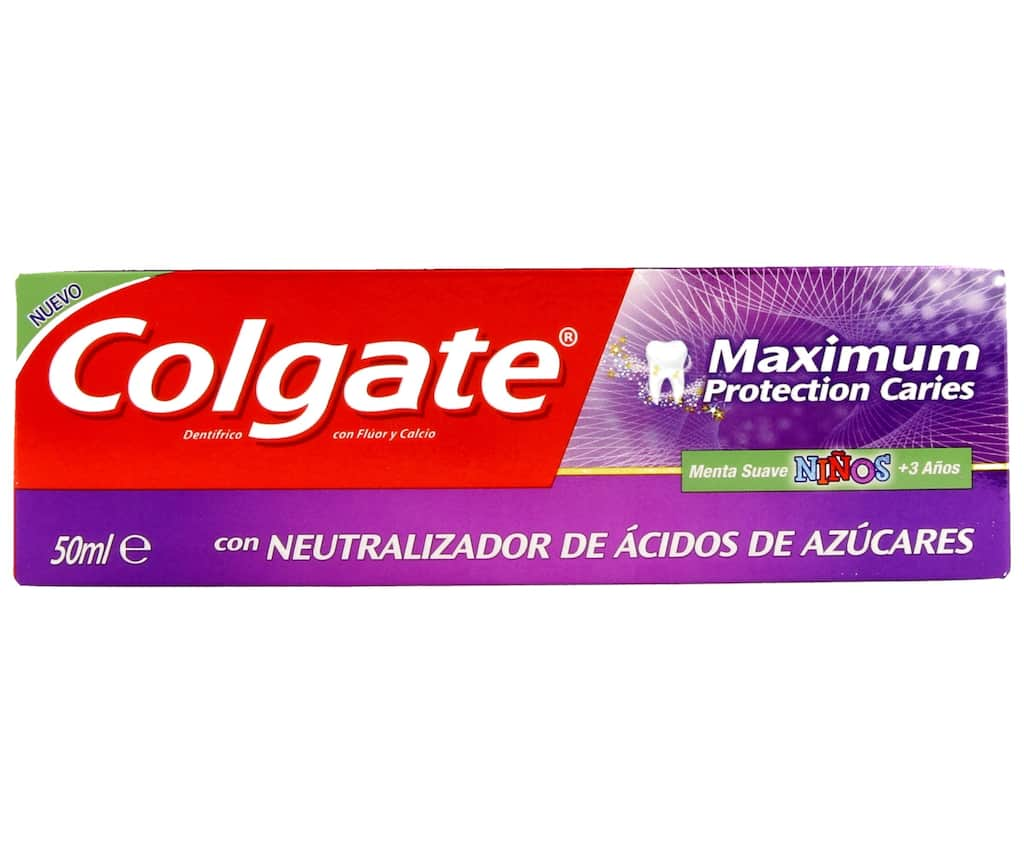 NUEVO
Colgate®
Dentífrico con Flúor y Calcio
Maximum
Protection Caries
Menta Suave NIÑOS +3 Años
50ml e con NEUTRALIZADOR DE ÁCIDOS DE AZÚCARES